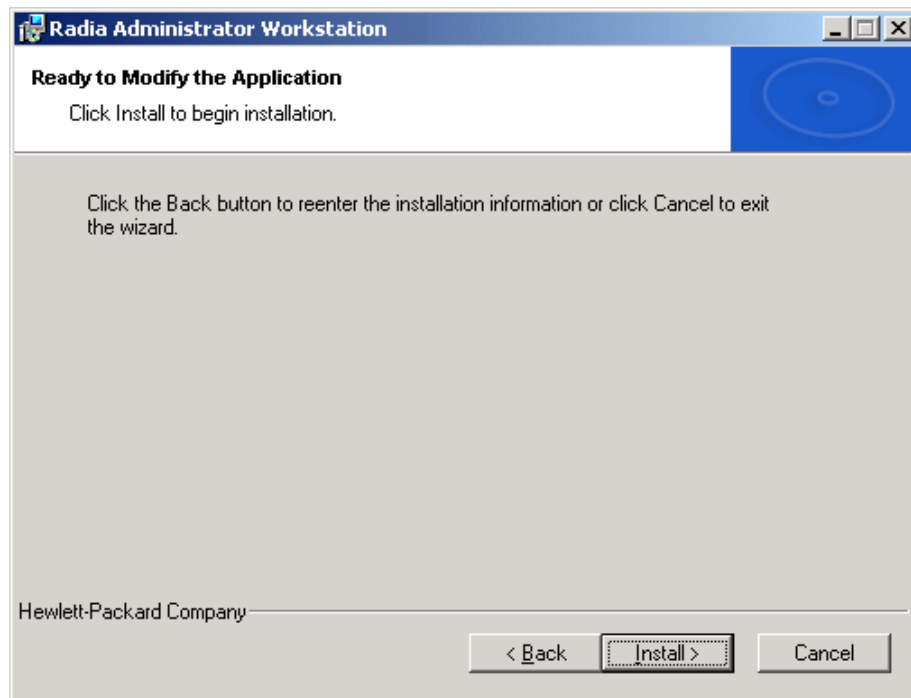 Radia Administrator Workstation
Ready to Modify the Application
Click Install to begin installation.
Click the Back button to reenter the installation information or click Cancel to exit
the wizard.
Hewlett-Packard Company
< Back
Install >
Cancel